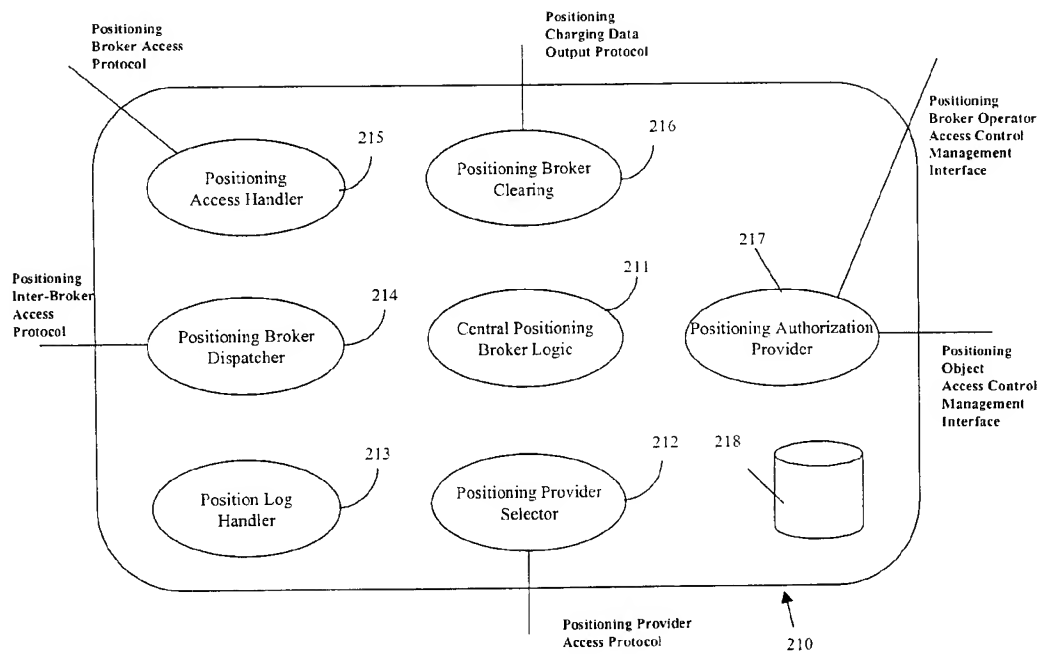 Positioning
Broker Access
Protocol
Positioning
Charging Data
Output Protocol
Positioning
Broker Operator
Access Control
Management
Interface
215
Positioning
Access Handler
216
Positioning Broker
Clearing
217
Positioning
Inter-Broker
Access
Protocol
214
Positioning Broker
Dispatcher
211
Central Positioning
Broker Logic
Positioning Authorization
Provider
Positioning
Object
Access Control
Management
Interface
213
Position Log
Handler
212
Positioning Provider
Selector
218
Positioning Provider
Access Protocol
210